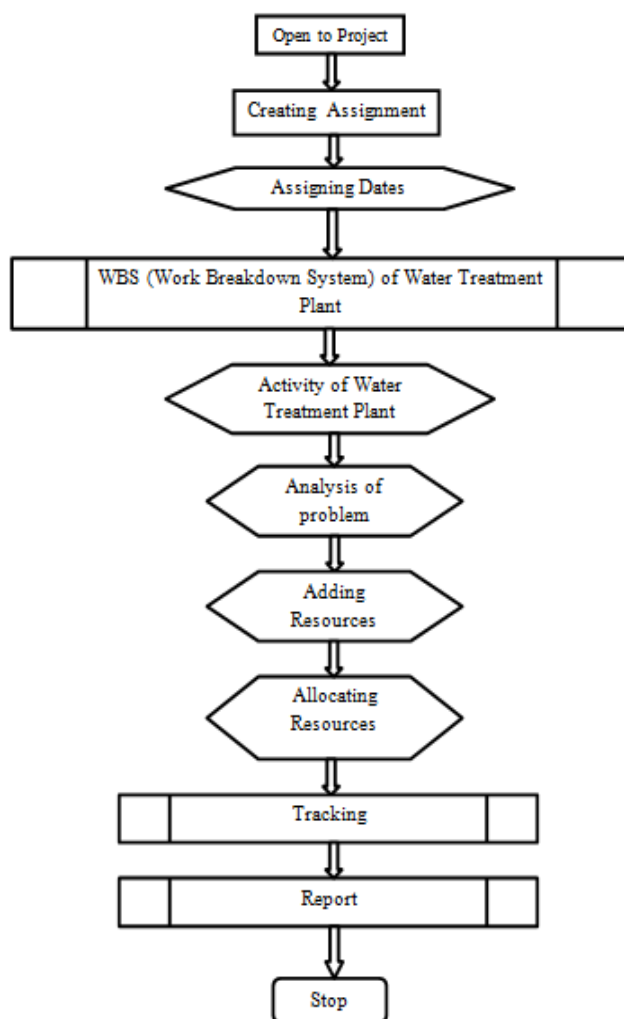 Open to Project
Creating Assignment
Assigning Dates
WBS (Work Breakdown System) of Water Treatment
Plant
Activity of Water
Treatment Plant
Analysis of
problem
Adding
Resources
Allocating
Resources
Tracking
Report
Stop